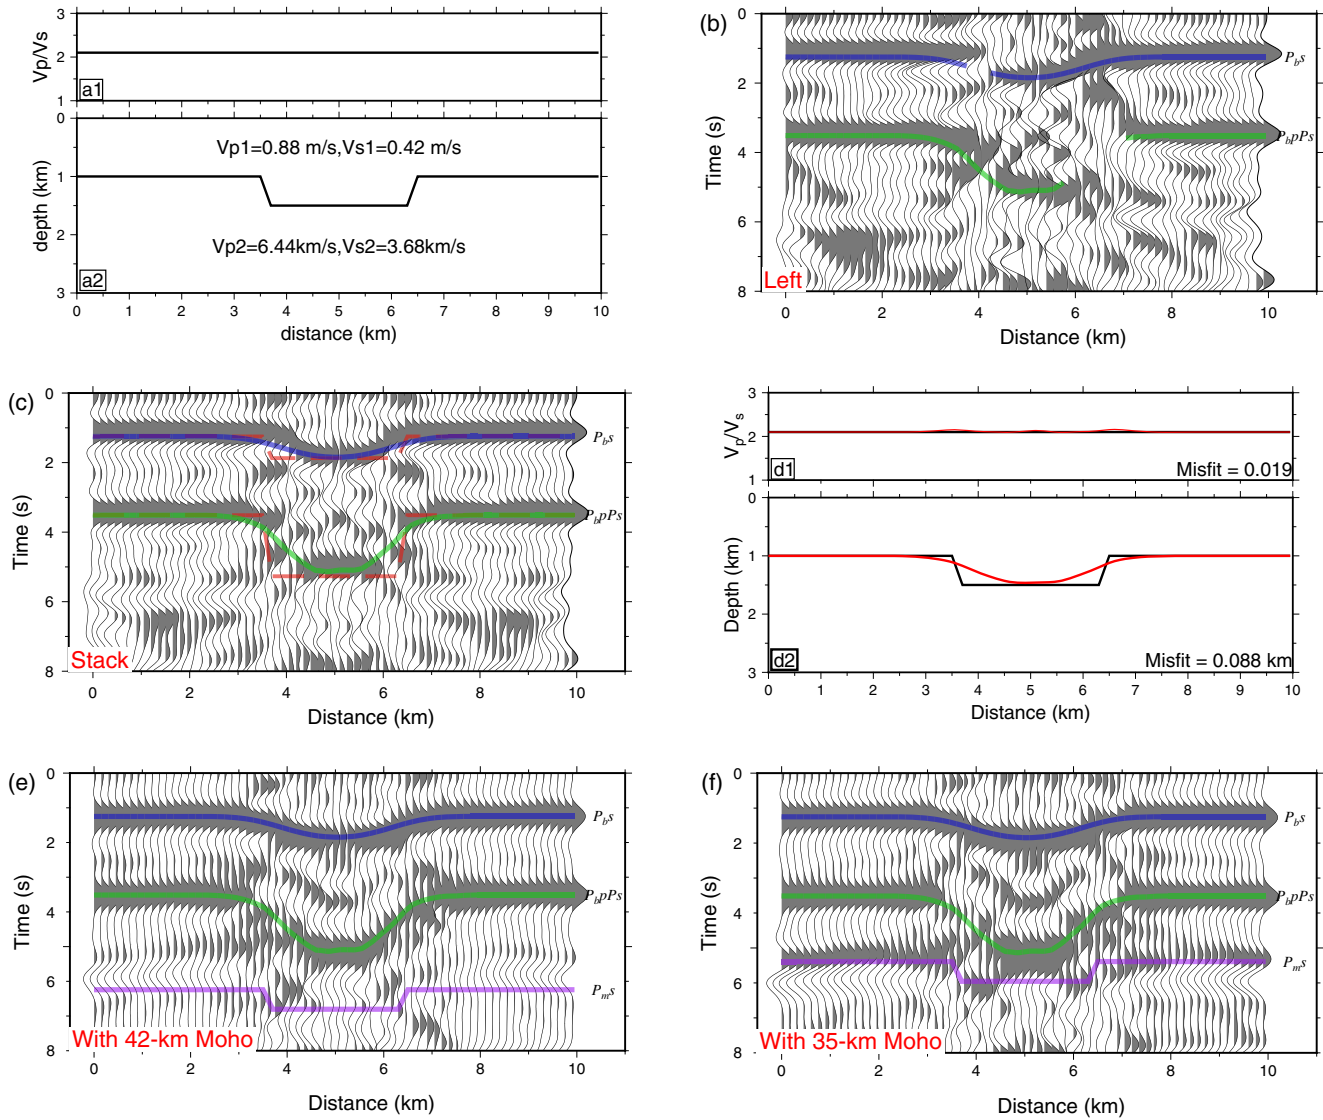 3
2
1
Vp/Vs
a1
0
1
2
3
depth (km)
Vp1=0.88 m/s,Vs1=0.42 m/s
Vp2=6.44km/s,Vs2=3.68km/s
a2
0 1 2 3 4 5 6 7 8 9 10
distance (km)
(b)
0
2
4
6
8
Time (s)
Pbs
PbpPs
Left
0 2 4 6 8 10
Distance (km)
(c)
0
2
4
6
8
Time (s)
Pbs
PbpPs
Stack
0 2 4 6 8 10
Distance (km)
3
2
1
Vp/Vs
d1
Misfit = 0.019
0
1
2
3
Depth (km)
d2
Misfit = 0.088 km
0 1 2 3 4 5 6 7 8 9 10
Distance (km)
(e)
0
2
4
6
8
Time (s)
Pbs
PbpPs
Pms
With 42-km Moho
0 2 4 6 8 10
Distance (km)
(f)
0
2
4
6
8
Time (s)
Pbs
PbpPs
Pms
With 35-km Moho
0 2 4 6 8 10
Distance (km)